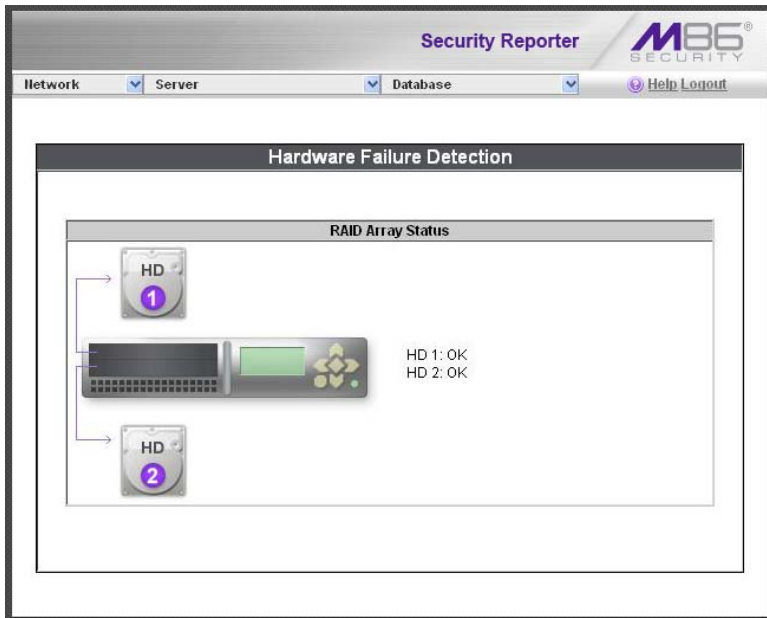 Security Reporter
M86®
SECURITY
Network Server Database Help Logout
Hardware Failure Detection
RAID Array Status
HD
1
HD 1: OK
HD 2: OK
HD
2